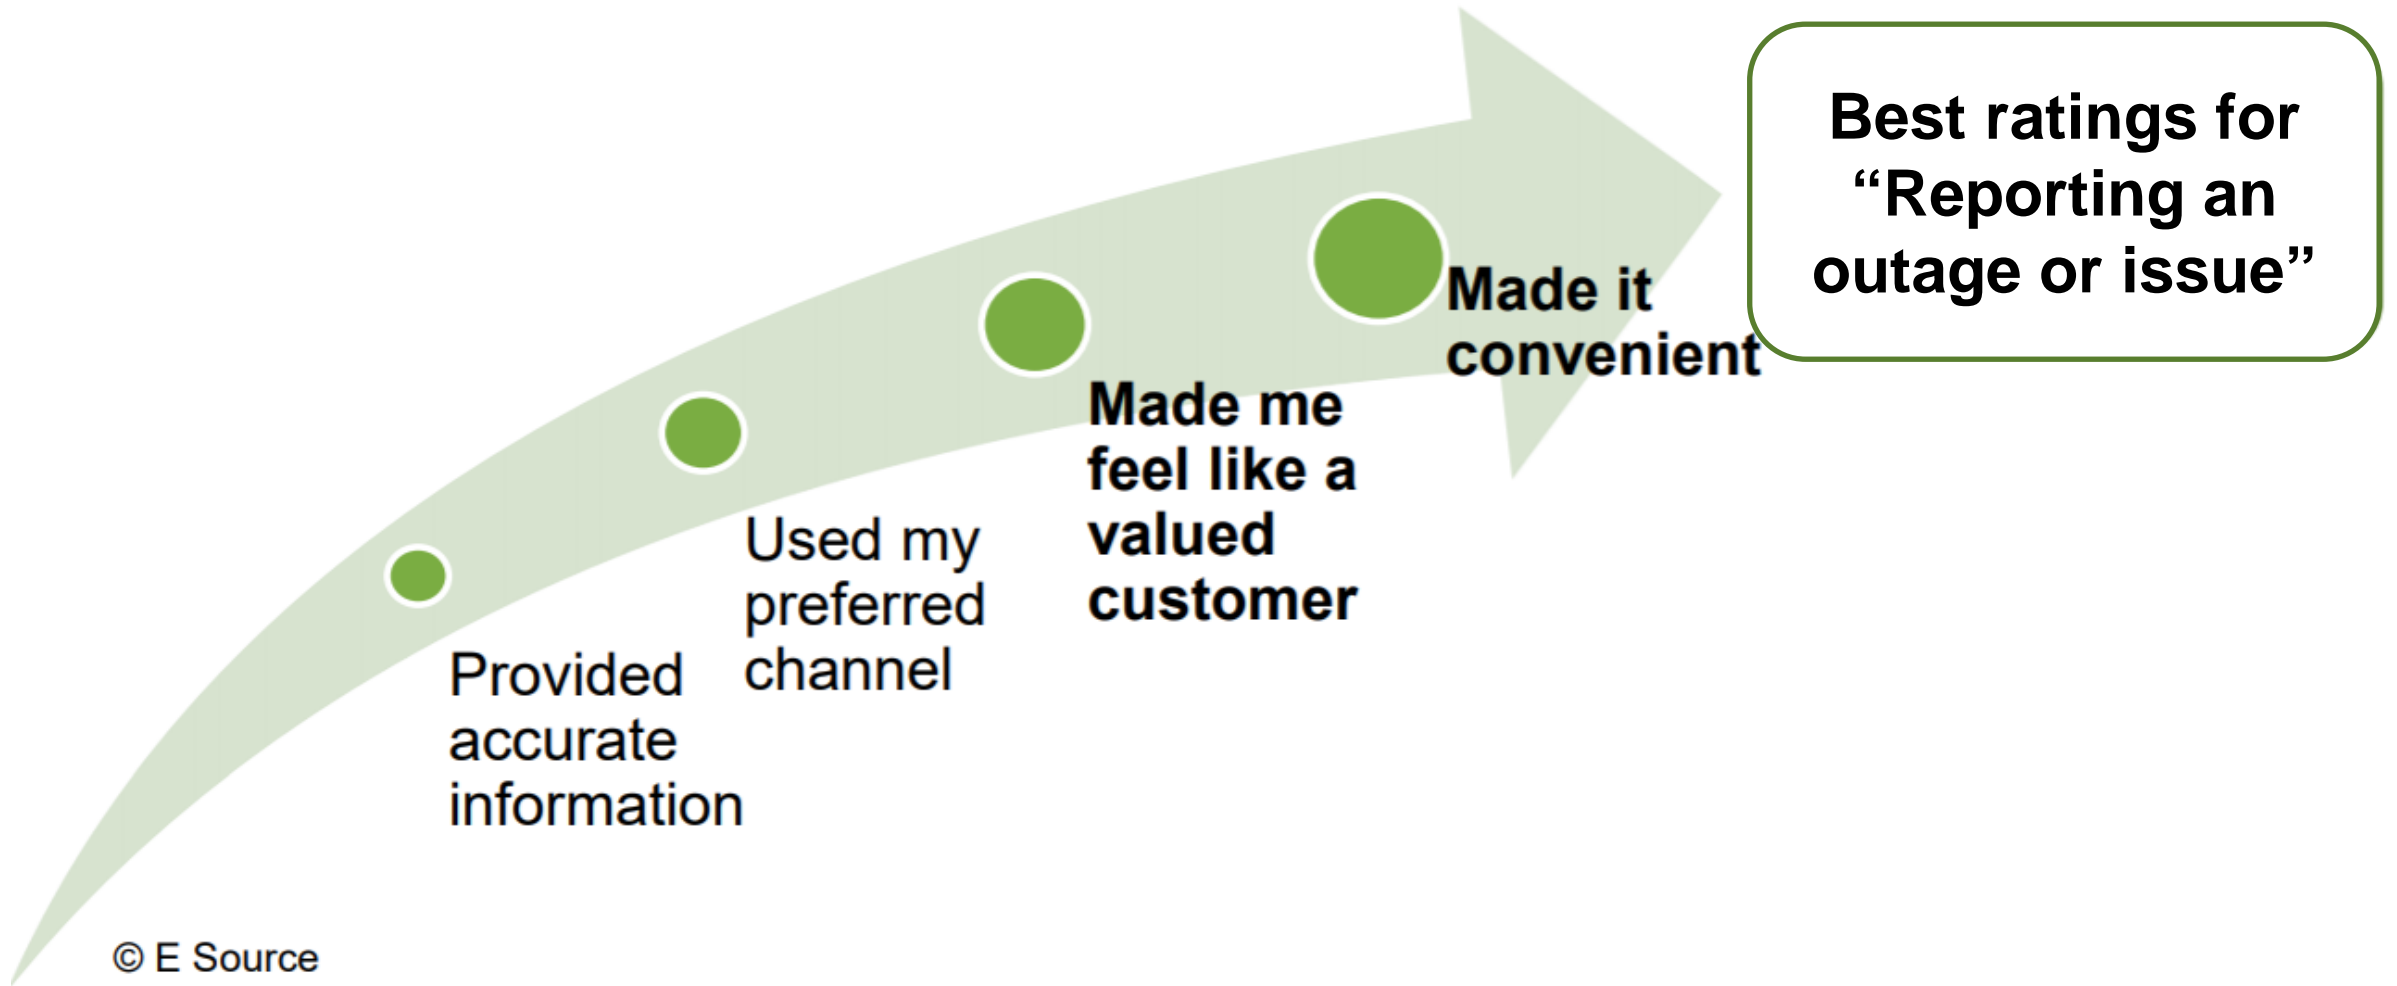 Best ratings for
“Reporting an
outage or issue”
Made it
convenient
Made me
feel like a
valued
customer
Used my
preferred
channel
Provided
accurate
information
© E Source